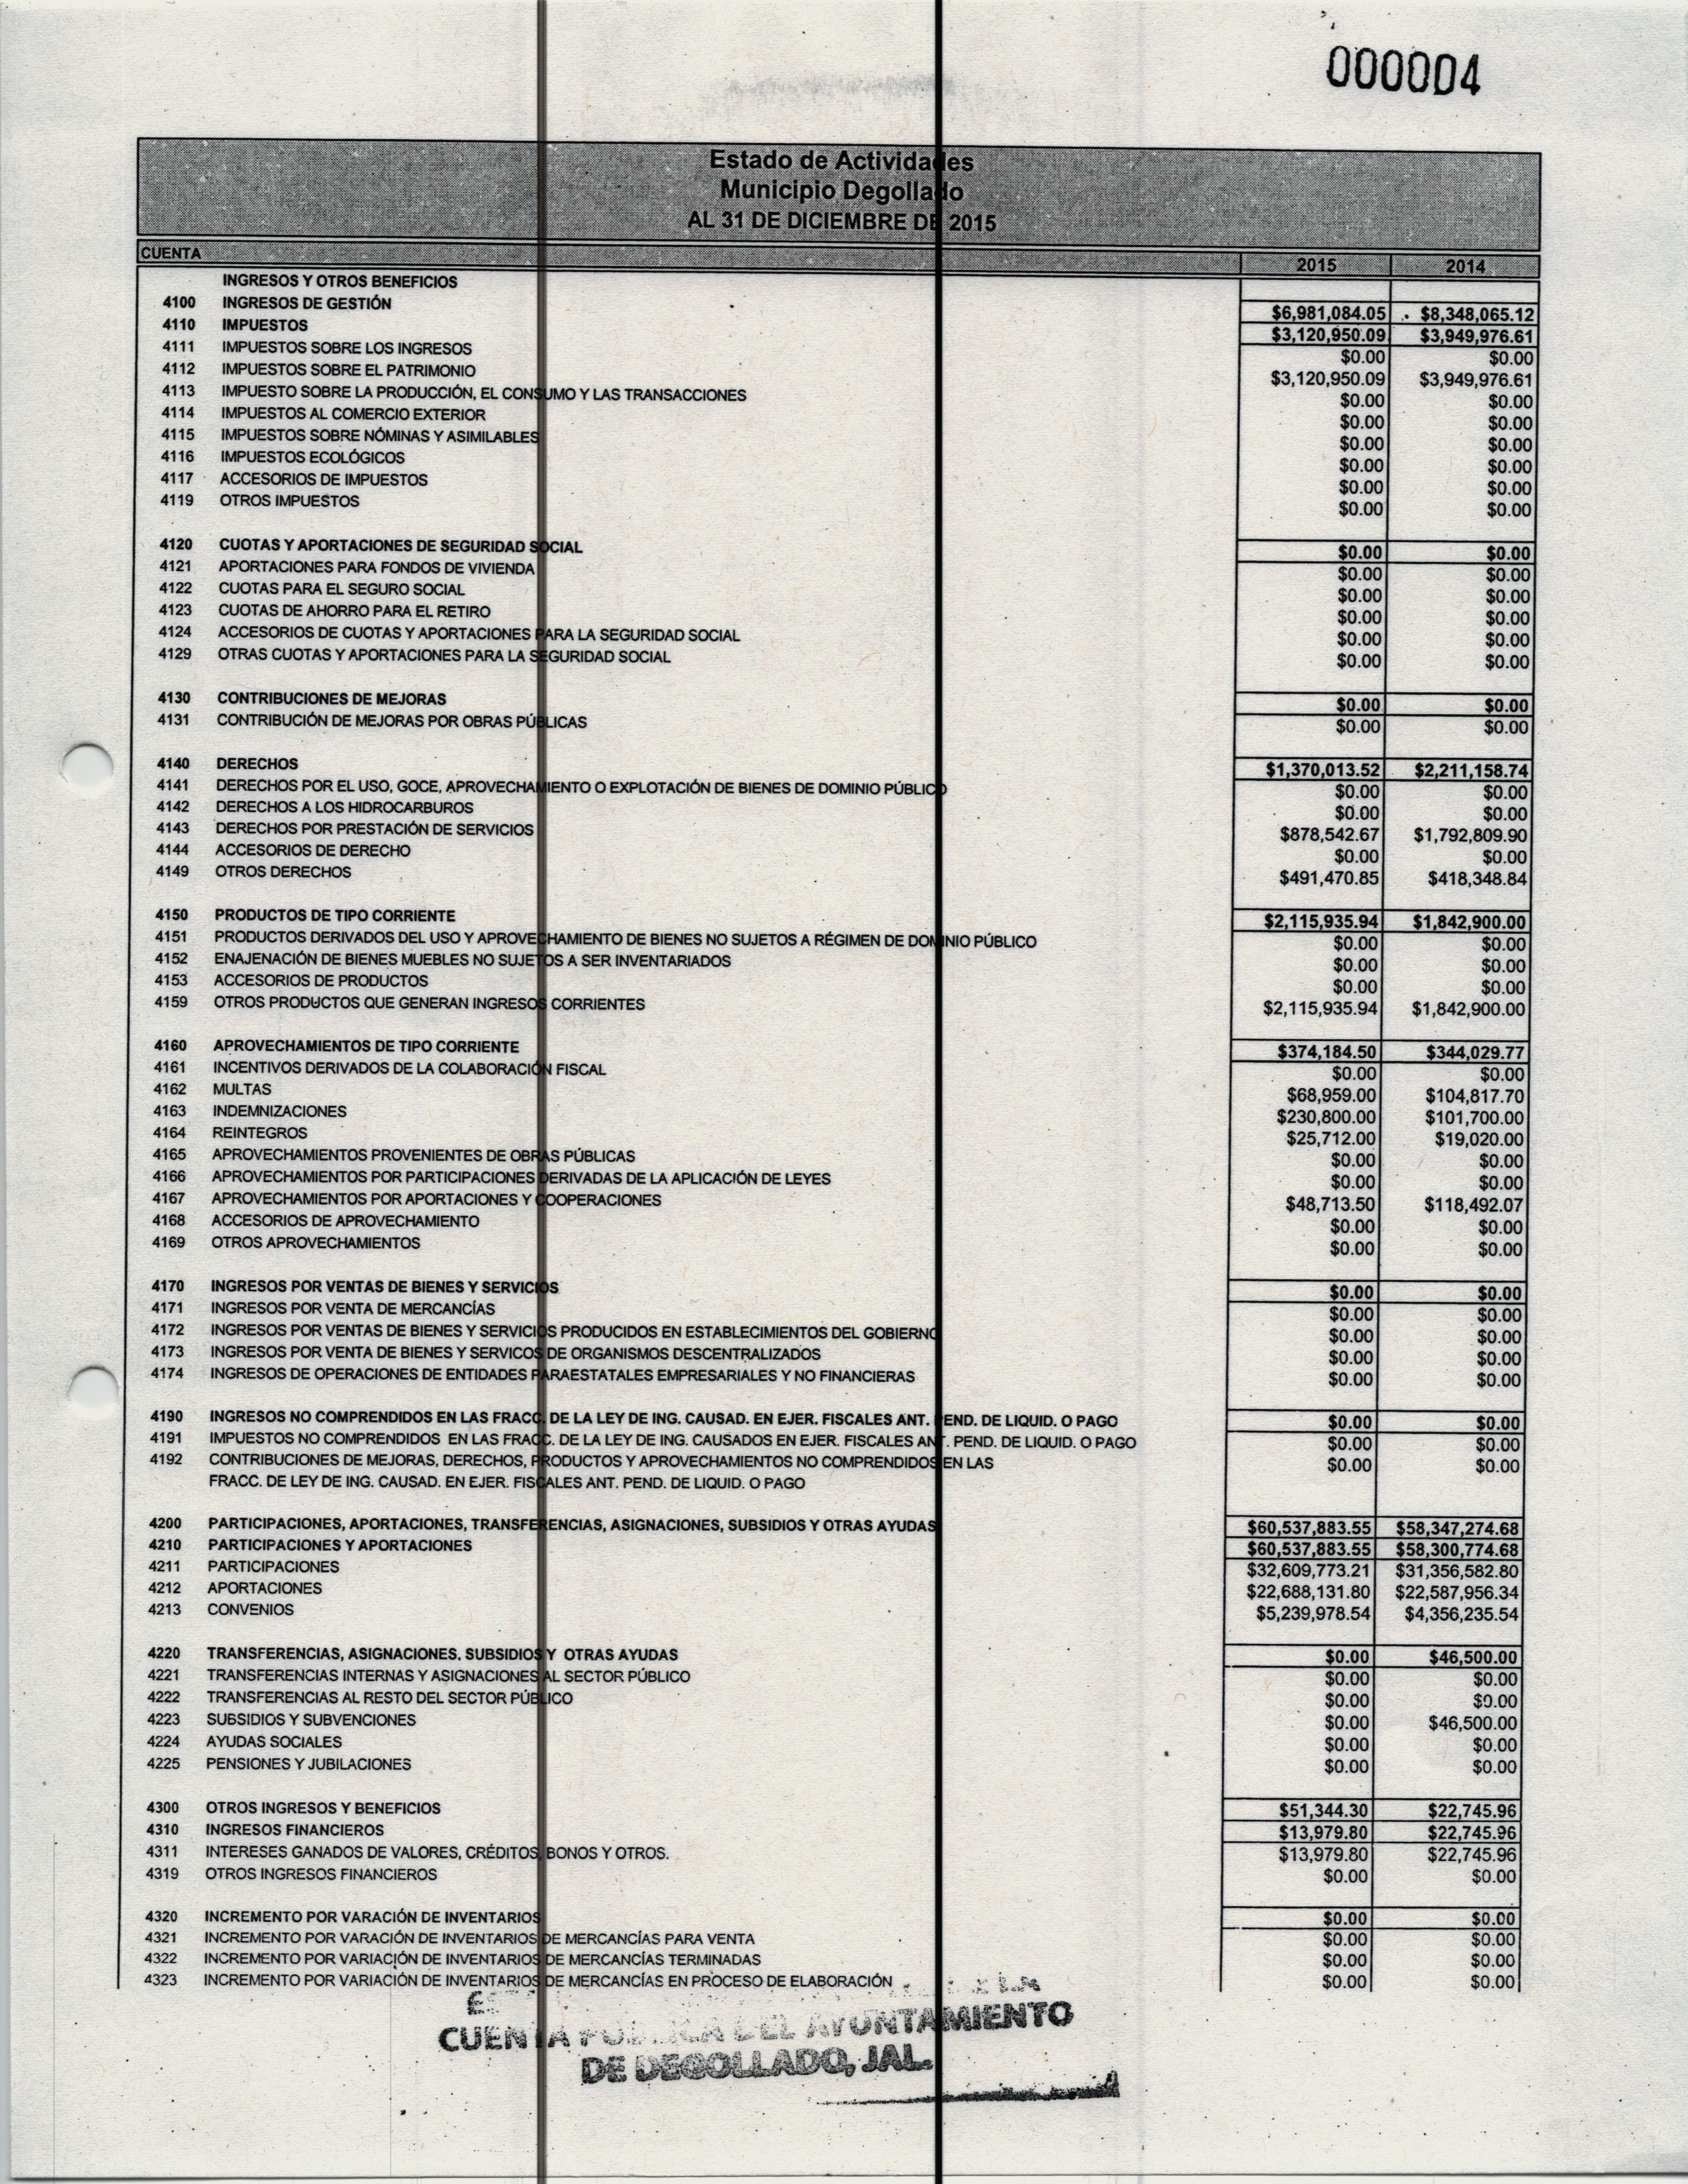 000004
Estado de Actividades
Municipio Degollado
AL 31 DE DICIEMBRE DE 2015
CUENTA 2015 2014
INGRESOS Y OTROS BENEFICIOS
4100 INGRESOS DE GESTIÓN $6,981,084.05 $8,348,065.12
4110 IMPUESTOS $3,120,950.09 $3,949,976.61
4111 IMPUESTOS SOBRE LOS INGRESOS $0.00 $0.00
4112 IMPUESTOS SOBRE EL PATRIMONIO $3,120,950.09 $3,949,976.61
4113 IMPUESTO SOBRE LA PRODUCCIÓN, EL CONSUMO Y LAS TRANSACCIONES $0.00 $0.00
4114 IMPUESTOS AL COMERCIO EXTERIOR $0.00 $0.00
4115 IMPUESTOS SOBRE NÓMINAS Y ASIMILABLES $0.00 $0.00
4116 IMPUESTOS ECOLÓGICOS $0.00 $0.00
4117 ACCESORIOS DE IMPUESTOS $0.00 $0.00
4119 OTROS IMPUESTOS $0.00 $0.00
4120 CUOTAS Y APORTACIONES DE SEGURIDAD SOCIAL $0.00 $0.00
4121 APORTACIONES PARA FONDOS DE VIVIENDA $0.00 $0.00
4122 CUOTAS PARA EL SEGURO SOCIAL $0.00 $0.00
4123 CUOTAS DE AHORRO PARA EL RETIRO $0.00 $0.00
4124 ACCESORIOS DE CUOTAS Y APORTACIONES PARA LA SEGURIDAD SOCIAL $0.00 $0.00
4129 OTRAS CUOTAS Y APORTACIONES PARA LA SEGURIDAD SOCIAL $0.00 $0.00
4130 CONTRIBUCIONES DE MEJORAS $0.00 $0.00
4131 CONTRIBUCIÓN DE MEJORAS POR OBRAS PÚBLICAS $0.00 $0.00
4140 DERECHOS $1,370,013.52 $2,211,158.74
4141 DERECHOS POR EL USO, GOCE, APROVECHAMIENTO O EXPLOTACIÓN DE BIENES DE DOMINIO PÚBLICO $0.00 $0.00
4142 DERECHOS A LOS HIDROCARBUROS $0.00 $0.00
4143 DERECHOS POR PRESTACIÓN DE SERVICIOS $878,542.67 $1,792,809.90
4144 ACCESORIOS DE DERECHO $0.00 $0.00
4149 OTROS DERECHOS $491,470.85 $418,348.84
4150 PRODUCTOS DE TIPO CORRIENTE $2,115,935.94 $1,842,900.00
4151 PRODUCTOS DERIVADOS DEL USO Y APROVECHAMIENTO DE BIENES NO SUJETOS A RÉGIMEN DE DOMINIO PÚBLICO $0.00 $0.00
4152 ENAJENACIÓN DE BIENES MUEBLES NO SUJETOS A SER INVENTARIADOS $0.00 $0.00
4153 ACCESORIOS DE PRODUCTOS $0.00 $0.00
4159 OTROS PRODUCTOS QUE GENERAN INGRESOS CORRIENTES $2,115,935.94 $1,842,900.00
4160 APROVECHAMIENTOS DE TIPO CORRIENTE $374,184.50 $344,029.77
4161 INCENTIVOS DERIVADOS DE LA COLABORACIÓN FISCAL $0.00 $0.00
4162 MULTAS $68,959.00 $104,817.70
4163 INDEMNIZACIONES $230,800.00 $101,700.00
4164 REINTEGROS $25,712.00 $19,020.00
4165 APROVECHAMIENTOS PROVENIENTES DE OBRAS PÚBLICAS $0.00 $0.00
4166 APROVECHAMIENTOS POR PARTICIPACIONES DERIVADAS DE LA APLICACIÓN DE LEYES $0.00 $0.00
4167 APROVECHAMIENTOS POR APORTACIONES Y COOPERACIONES $48,713.50 $118,492.07
4168 ACCESORIOS DE APROVECHAMIENTO $0.00 $0.00
4169 OTROS APROVECHAMIENTOS $0.00 $0.00
4170 INGRESOS POR VENTAS DE BIENES Y SERVICIOS $0.00 $0.00
4171 INGRESOS POR VENTA DE MERCANCÍAS $0.00 $0.00
4172 INGRESOS POR VENTAS DE BIENES Y SERVICIOS PRODUCIDOS EN ESTABLECIMIENTOS DEL GOBIERNO $0.00 $0.00
4173 INGRESOS POR VENTA DE BIENES Y SERVICOS DE ORGANISMOS DESCENTRALIZADOS $0.00 $0.00
4174 INGRESOS DE OPERACIONES DE ENTIDADES PARAESTATALES EMPRESARIALES Y NO FINANCIERAS $0.00 $0.00
4190 INGRESOS NO COMPRENDIDOS EN LAS FRACC. DE LA LEY DE ING. CAUSAD. EN EJER. FISCALES ANT. PEND. DE LIQUID. O PAGO $0.00 $0.00
4191 IMPUESTOS NO COMPRENDIDOS EN LAS FRACC. DE LA LEY DE ING. CAUSADOS EN EJER. FISCALES ANT. PEND. DE LIQUID. O PAGO $0.00 $0.00
4192 CONTRIBUCIONES DE MEJORAS, DERECHOS, PRODUCTOS Y APROVECHAMIENTOS NO COMPRENDIDOS EN LAS $0.00 $0.00
FRACC. DE LEY DE ING. CAUSAD. EN EJER. FISCALES ANT. PEND. DE LIQUID. O PAGO
4200 PARTICIPACIONES, APORTACIONES, TRANSFERENCIAS, ASIGNACIONES, SUBSIDIOS Y OTRAS AYUDAS $60,537,883.55 $58,347,274.68
4210 PARTICIPACIONES Y APORTACIONES $60,537,883.55 $58,300,774.68
4211 PARTICIPACIONES $32,609,773.21 $31,356,582.80
4212 APORTACIONES $22,688,131.80 $22,587,956.34
4213 CONVENIOS $5,239,978.54 $4,356,235.54
4220 TRANSFERENCIAS, ASIGNACIONES, SUBSIDIOS Y OTRAS AYUDAS $0.00 $46,500.00
4221 TRANSFERENCIAS INTERNAS Y ASIGNACIONES AL SECTOR PÚBLICO $0.00 $0.00
4222 TRANSFERENCIAS AL RESTO DEL SECTOR PÚBLICO $0.00 $0.00
4223 SUBSIDIOS Y SUBVENCIONES $0.00 $46,500.00
4224 AYUDAS SOCIALES $0.00 $0.00
4225 PENSIONES Y JUBILACIONES $0.00 $0.00
4300 OTROS INGRESOS Y BENEFICIOS $51,344.30 $22,745.96
4310 INGRESOS FINANCIEROS $13,979.80 $22,745.96
4311 INTERESES GANADOS DE VALORES, CRÉDITOS, BONOS Y OTROS. $13,979.80 $22,745.96
4319 OTROS INGRESOS FINANCIEROS $0.00 $0.00
4320 INCREMENTO POR VARACIÓN DE INVENTARIOS $0.00 $0.00
4321 INCREMENTO POR VARACIÓN DE INVENTARIOS DE MERCANCÍAS PARA VENTA $0.00 $0.00
4322 INCREMENTO POR VARIACIÓN DE INVENTARIOS DE MERCANCÍAS TERMINADAS $0.00 $0.00
4323 INCREMENTO POR VARIACIÓN DE INVENTARIOS DE MERCANCÍAS EN PROCESO DE ELABORACIÓN $0.00 $0.00
LA
CUENTA PUBLICA DEL AYUNTAMIENTO
DE DEGOLLADO, JAL.